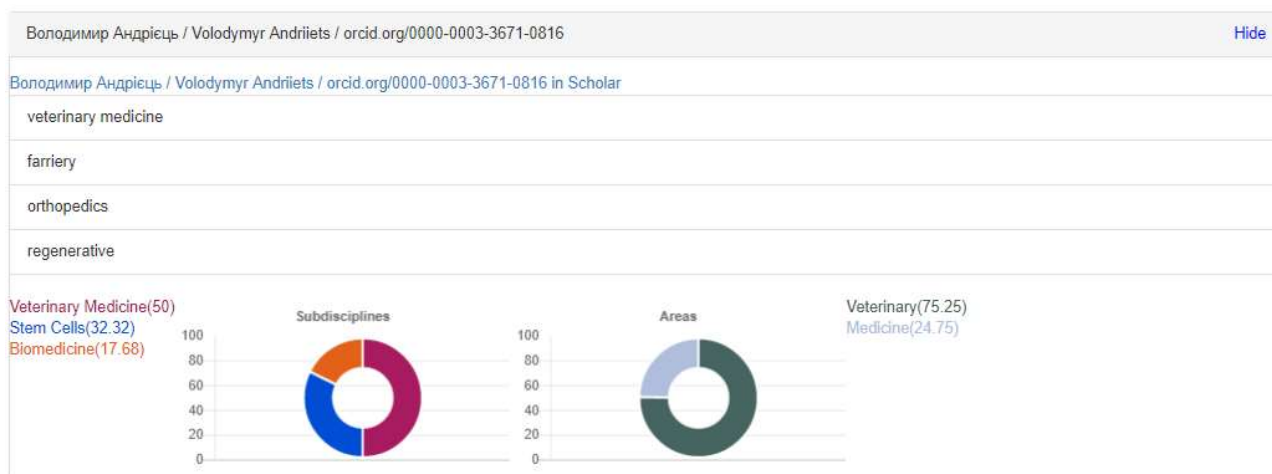 Володимир Андрієць / Volodymyr Andriiets / orcid.org/0000-0003-3671-0816 Hide
Володимир Андрієць / Volodymyr Andriiets / orcid.org/0000-0003-3671-0816 in Scholar
veterinary medicine
farriery
orthopedics
regenerative
Veterinary Medicine(50)
Stem Cells(32.32)
Biomedicine(17.68)
Subdisciplines
100
80
60
40
20
0
Areas
100
80
60
40
20
0
Veterinary(75.25)
Medicine(24.75)